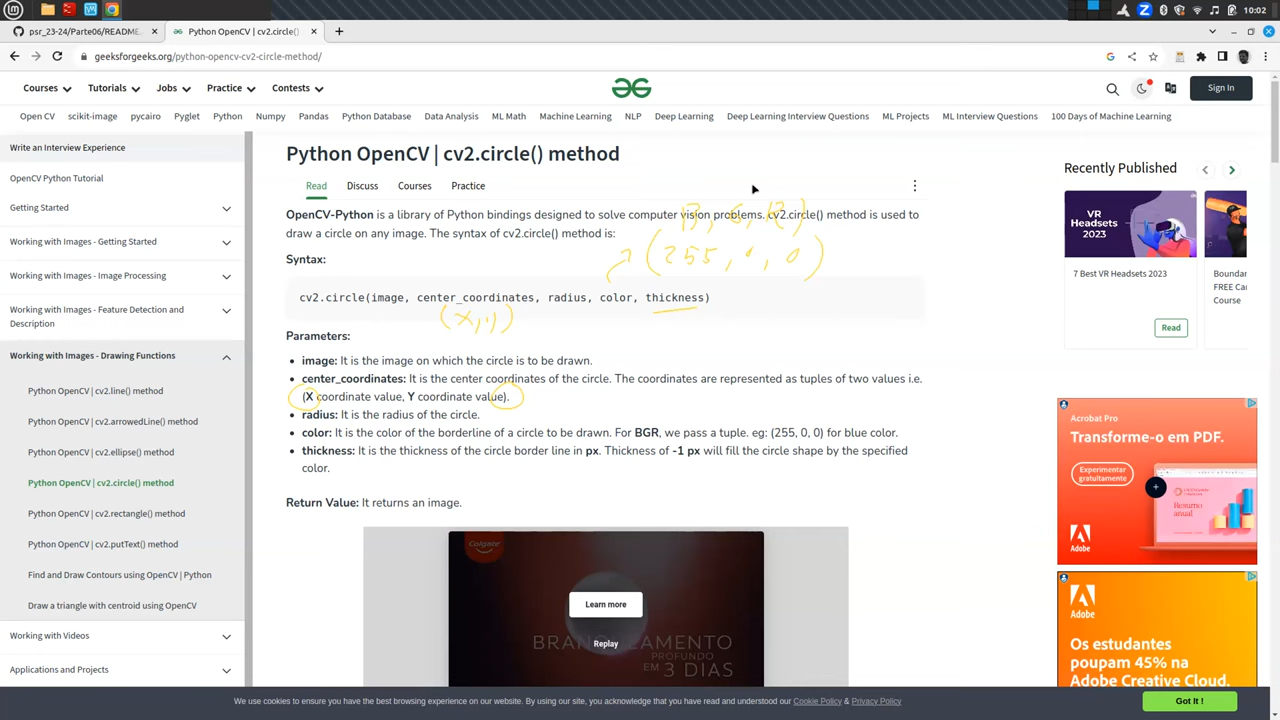 10:02
psr_23-24/Parte06/README.
Python OpenCV | cv2.circle()
geeksforgeeks.org/python-opencv-cv2-circle-method/
Courses Tutorials Jobs Practice Contests
Sign In
Open CV scikit-image pycairo Pyglet Python Numpy Pandas Python Database Data Analysis ML Math Machine Learning NLP Deep Learning Deep Learning Interview Questions ML Projects ML Interview Questions 100 Days of Machine Learning
Write an Interview Experience
OpenCV Python Tutorial
Getting Started
Working with Images - Getting Started
Working with Images - Image Processing
Working with Images - Feature Detection and
Description
Working with Images - Drawing Functions
Python OpenCV | cv2.line() method
Python OpenCV | cv2.arrowedLine() method
Python OpenCV | cv2.ellipse() method
Python OpenCV | cv2.circle() method
Python OpenCV | cv2.rectangle() method
Python OpenCV | cv2.putText() method
Find and Draw Contours using OpenCV | Python
Draw a triangle with centroid using OpenCV
Working with Videos
Applications and Projects
Python OpenCV | cv2.circle() method
Read Discuss Courses Practice
OpenCV-Python is a library of Python bindings designed to solve computer vision problems. cv2.circle() method is used to
draw a circle on any image. The syntax of cv2.circle() method is:
(255, 0, 0)
Syntax:
cv2.circle(image, center_coordinates, radius, color, thickness)
Parameters:
image: It is the image on which the circle is to be drawn.
center_coordinates: It is the center coordinates of the circle. The coordinates are represented as tuples of two values i.e.
(X coordinate value, Y coordinate value).
radius: It is the radius of the circle.
color: It is the color of the borderline of a circle to be drawn. For BGR, we pass a tuple. eg: (255, 0, 0) for blue color.
thickness: It is the thickness of the circle border line in px. Thickness of -1 px will fill the circle shape by the specified
color.
Return Value: It returns an image.
Colgate
Learn more
Replay
BRANQUEAMENTO
PROFUNDO
EM 3 DIAS
Recently Published
VR
HEADSETS
2023
7 Best VR Headsets 2023
Read
Boundar
FREE Car
Course
Acrobat Pro
Transforme-o em PDF.
Experimentar
gratuitamente
Resumo
anual
Adobe
Adobe
Os estudantes
poupam 45% na
Adobe Creative Cloud.
We use cookies to ensure you have the best browsing experience on our website. By using our site, you acknowledge that you have read and understood our Cookie Policy & Privacy Policy
Got It !